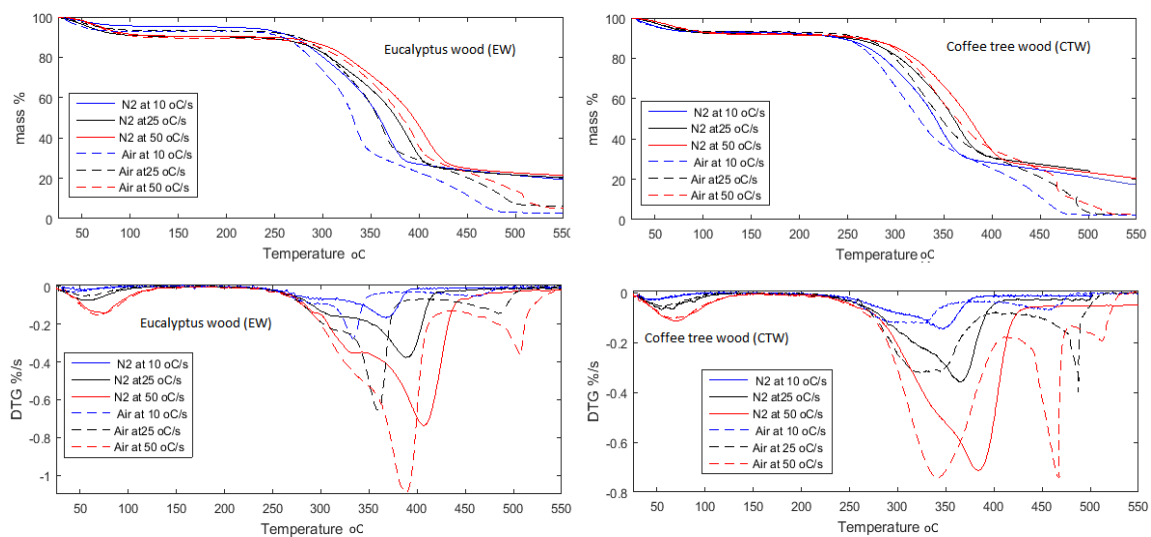 100
80
60
40
20
0
mass %
Eucalyptus wood (EW)
N2 at 10 oC/s
N2 at25 oC/s
N2 at 50 oC/s
Air at 10 oC/s
Air at25 oC/s
Air at 50 oC/s
50 100 150 200 250 300 350 400 450 500 550
Temperature oC
100
80
60
40
20
0
mass %
Coffee tree wood (CTW)
N2 at 10 oC/s
N2 at25 oC/s
N2 at 50 oC/s
Air at 10 oC/s
Air at25 oC/s
Air at 50 oC/s
50 100 150 200 250 300 350 400 450 500 550
Temperature oC
0
-0.2
-0.4
-0.6
-0.8
-1
DTG %/s
Eucalyptus wood (EW)
N2 at 10 oC/s
N2 at25 oC/s
N2 at 50 oC/s
Air at 10 oC/s
Air at25 oC/s
Air at 50 oC/s
50 100 150 200 250 300 350 400 450 500 550
Temperature oC
0
-0.2
-0.4
-0.6
-0.8
DTG %/s
Coffee tree wood (CTW)
N2 at 10 oC/s
N2 at25 oC/s
N2 at 50 oC/s
Air at 10 oC/s
Air at 25 oC/s
Air at 50 oC/s
50 100 150 200 250 300 350 400 450 500 550
Temperature oC